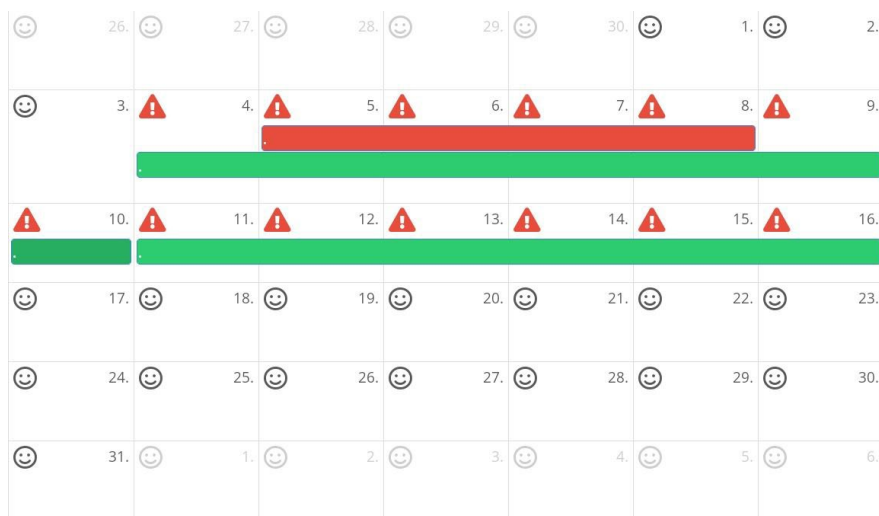 26. 27. 28. 29. 30. 1. 2.
3. 4. 5. 6. 7. 8. 9.
10. 11. 12. 13. 14. 15. 16.
17. 18. 19. 20. 21. 22. 23.
24. 25. 26. 27. 28. 29. 30.
31. 1. 2. 3. 4. 5. 6.